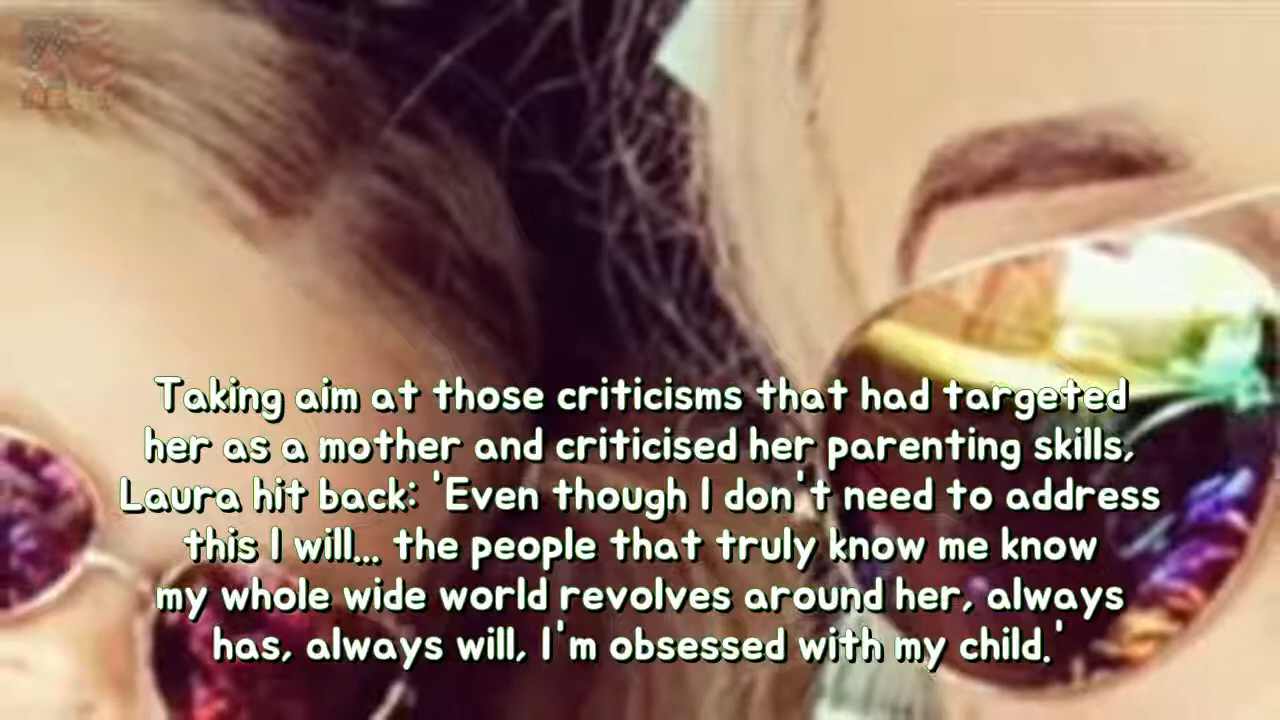 Taking aim at those criticisms that had targeted
her as a mother and criticised her parenting skills,
Laura hit back: 'Even though I don't need to address
this I will... the people that truly know me know
my whole wide world revolves around her, always
has, always will, I'm obsessed with my child.'